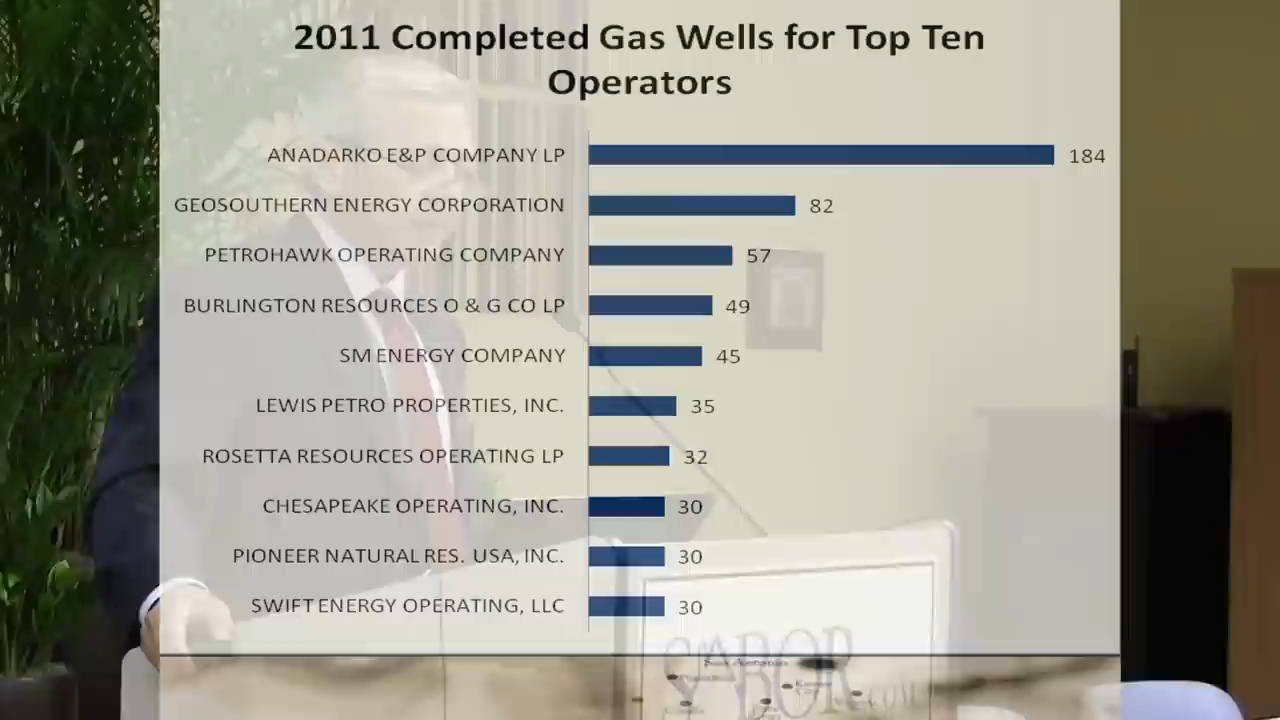 2011 Completed Gas Wells for Top Ten
Operators
ANADARKO E&P COMPANY LP 184
GEOSOUTHERN ENERGY CORPORATION 82
PETROHAWK OPERATING COMPANY 57
BURLINGTON RESOURCES O & G CO LP 49
SM ENERGY COMPANY 45
LEWIS PETRO PROPERTIES, INC. 35
ROSETTA RESOURCES OPERATING LP 32
CHESAPEAKE OPERATING, INC. 30
PIONEER NATURAL RES. USA, INC. 30
SWIFT ENERGY OPERATING, LLC 30
SABOR